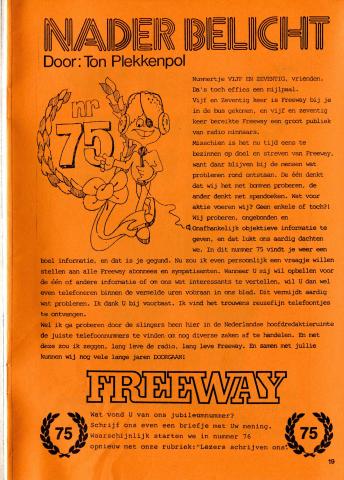 NADER BELICHT
Door: Ton Plekkenpol
nr
75
Nummertje VIJF EN ZEVENTIG, vrienden.
Da's toch effies een mijlpaal.
Vijf en Zeventig keer is Freeway bij je
in de bus gekomen, en vijf en zeventig
keer bereikte Freeway een groot publiek
van radio minnaars.
Misschien is het nu tijd eens te
bezinnen op doel en streven van Freeway,
want daar blijven bij de mensen wat
problemen rond ontstaan. De één denkt
dat wij het net bommen proberen, de
ander denkt met spandoeken. Wat voor
aktie voeren wij? Geen enkele of toch?!
Wij proberen, ongebonden en
Onafhankelijk objektieve informatie te
geven, en dat lukt ons aardig dachten
we. In dit nummer 75 vindt je weer een
boel informatie, en dat is je gegund. Nu zou ik even persoonlijk een vraagje willen
stellen aan alle Freeway abonnees en sympatisanten. Wanneer U mij wil opbellen voor
de één of andere informatie of om ons wat interessants te vertellen, wil U dan wel
even telefoneren binnen de vermelde uren vooraan in ons blad. Dit vermijdt aardig
wat problemen. Ik dank U bij voorbaat. Ik vind het trouwens reuzefijn telefoontjes
te ontvangen.
Wel ik ga proberen door de slingers heen hier in de Nederlandse hoofdredaktieruimte
de juiste telefoonnummers te vinden om nog diverse zaken af te handelen. En met
deze zou ik zeggen, lang leve de radio, lang leve Freeway. En samen met jullie
kunnen wij nog vele lange jaren DOORGAAN!
FREEWAY
75
Wat vond U van ons jubileumnummer?
Schrijf ons even een briefje met Uw mening.
Waarschijnlijk starten we in nummer 76
opnieuw met onze rubriek:"Lezers schrijven ons"
75
19